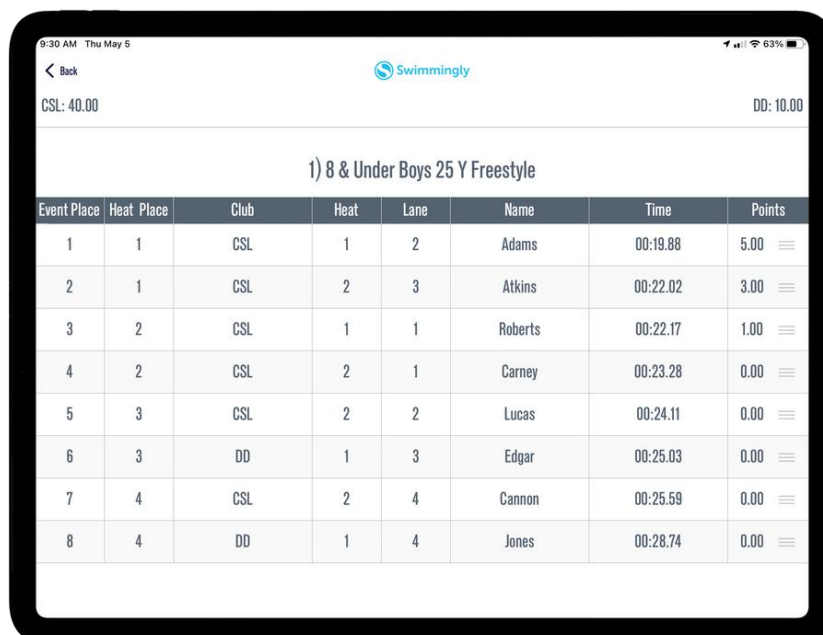 9:30 AM Thu May 5 63%
Back Swimmingly
CSL: 40.00 DD: 10.00
1) 8 & Under Boys 25 Y Freestyle
Event Place Heat Place Club Heat Lane Name Time Points
1 1 CSL 1 2 Adams 00:19.88 5.00
2 1 CSL 2 3 Atkins 00:22.02 3.00
3 2 CSL 1 1 Roberts 00:22.17 1.00
4 2 CSL 2 1 Carney 00:23.28 0.00
5 3 CSL 2 2 Lucas 00:24.11 0.00
6 3 DD 1 3 Edgar 00:25.03 0.00
7 4 CSL 2 4 Cannon 00:25.59 0.00
8 4 DD 1 4 Jones 00:28.74 0.00